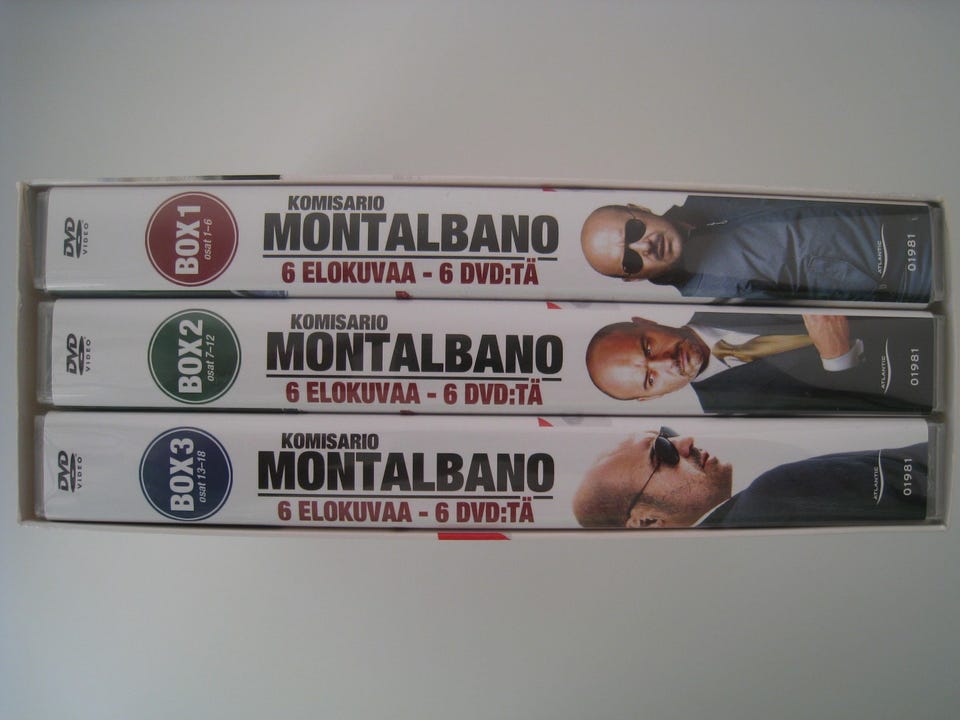 DVD
VIDEO
BOX 1
osat 1–6
KOMISARIO
MONTALBANO
6 ELOKUVAA - 6 DVD:TÄ
ATLANTIC
01981
DVD
VIDEO
BOX 2
osat 7–12
KOMISARIO
MONTALBANO
6 ELOKUVAA - 6 DVD:TÄ
ATLANTIC
01981
DVD
VIDEO
BOX 3
osat 13–18
KOMISARIO
MONTALBANO
6 ELOKUVAA - 6 DVD:TÄ
ATLANTIC
01981